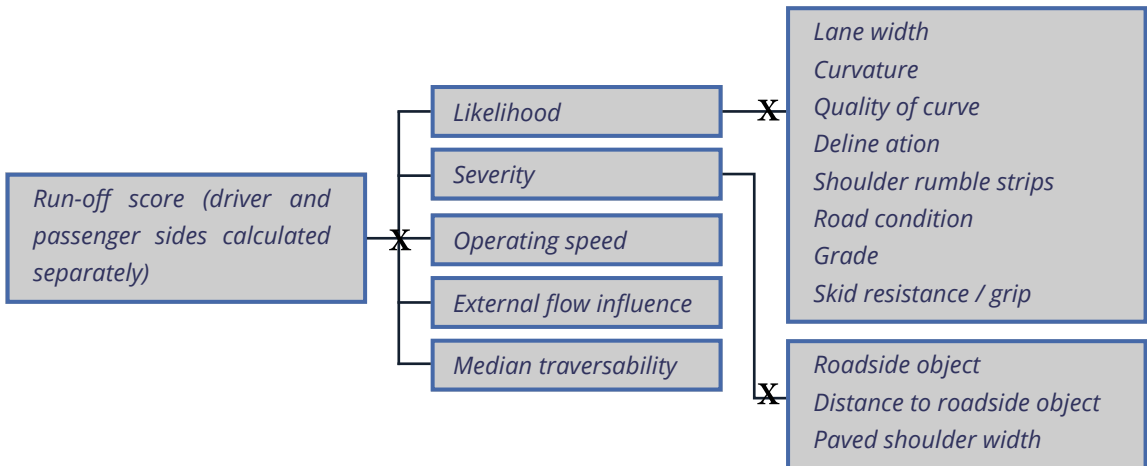 Run-off score (driver and
passenger sides calculated
separately)
X
Likelihood
Severity
Operating speed
External flow influence
Median traversability
X
Lane width
Curvature
Quality of curve
Deline ation
Shoulder rumble strips
Road condition
Grade
Skid resistance / grip
X
Roadside object
Distance to roadside object
Paved shoulder width